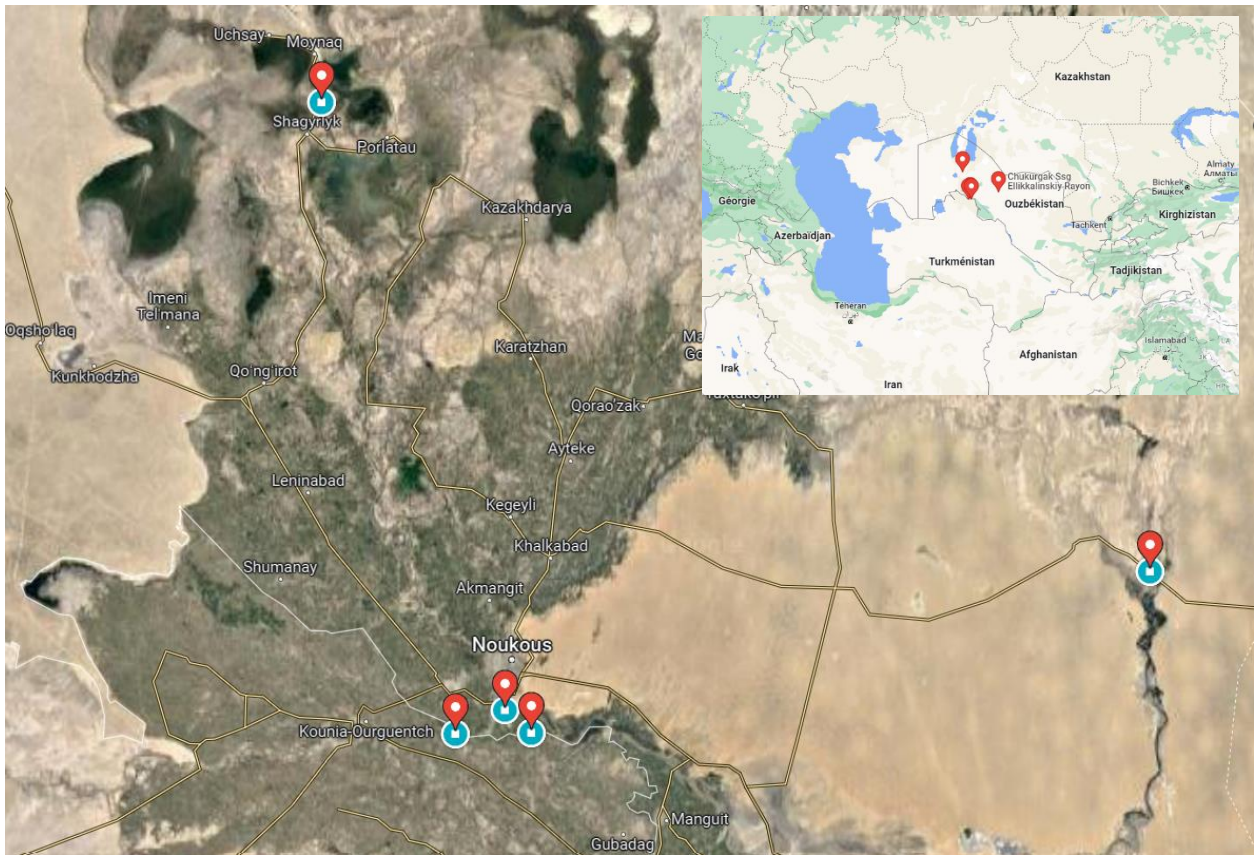 Uchsay
Moynaq
Shagyrlyk
Porlatau
Kazakhdarya
Imeni
Tel'mana
Oqsho'laq
Kunkhodzha
Qo'ng'irot
Karatzhan
Qorao'zak
Ayteke
Leninabad
Kegeyli
Khalkabad
Shumanay
Akmangit
Noukous
Kounia-Ourguentch
Manguit
Gubadag
Kazakhstan
Géorgie
Azerbaïdjan
Chukurgak Ssg
Ellikkalinskiy Rayon
Ouzbékistan
Almaty
Алматы
Bichkek
Бишкек
Kirghizistan
Tachkent
Turkménistan
Tadjikistan
Téhéran
Islamabad
Afghanistan
Irak
Iran